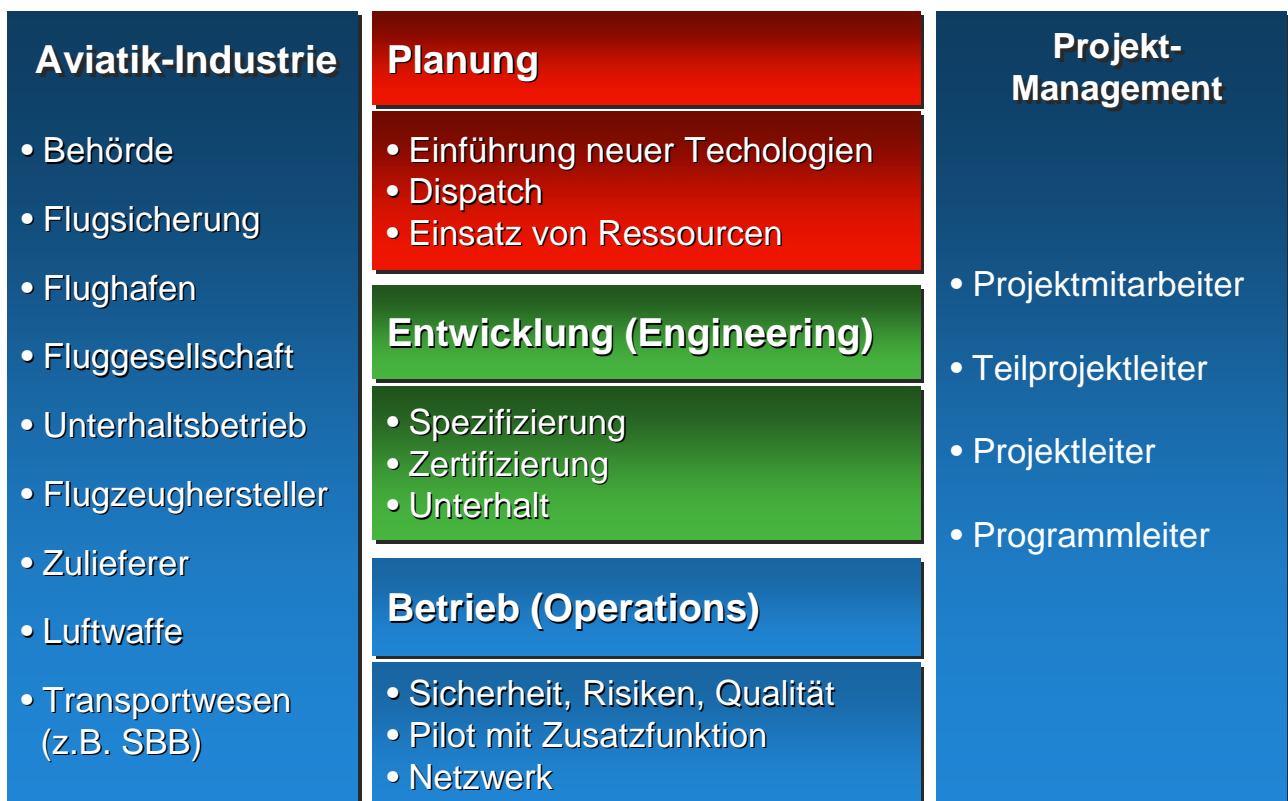 Aviatik-Industrie
• Behörde
• Flugsicherung
• Flughafen
• Fluggesellschaft
• Unterhaltsbetrieb
• Flugzeughersteller
• Zulieferer
• Luftwaffe
• Transportwesen
(z.B. SBB)
Planung
• Einführung neuer Techologien
• Dispatch
• Einsatz von Ressourcen
Entwicklung (Engineering)
• Spezifizierung
• Zertifizierung
• Unterhalt
Betrieb (Operations)
• Sicherheit, Risiken, Qualität
• Pilot mit Zusatzfunktion
• Netzwerk
Projekt-
Management
• Projektmitarbeiter
• Teilprojektleiter
• Projektleiter
• Programmleiter